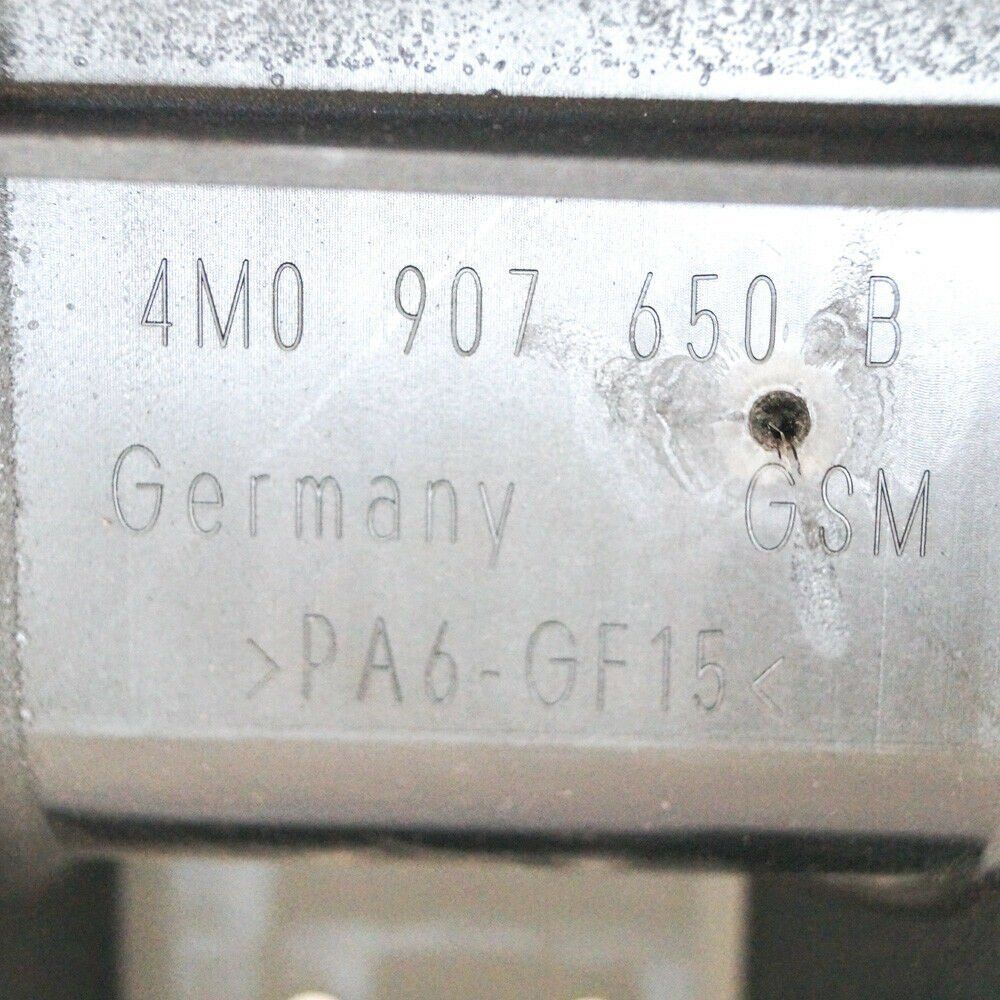 4M0 907 650 B
Germany GSM
>PA6-GF15<